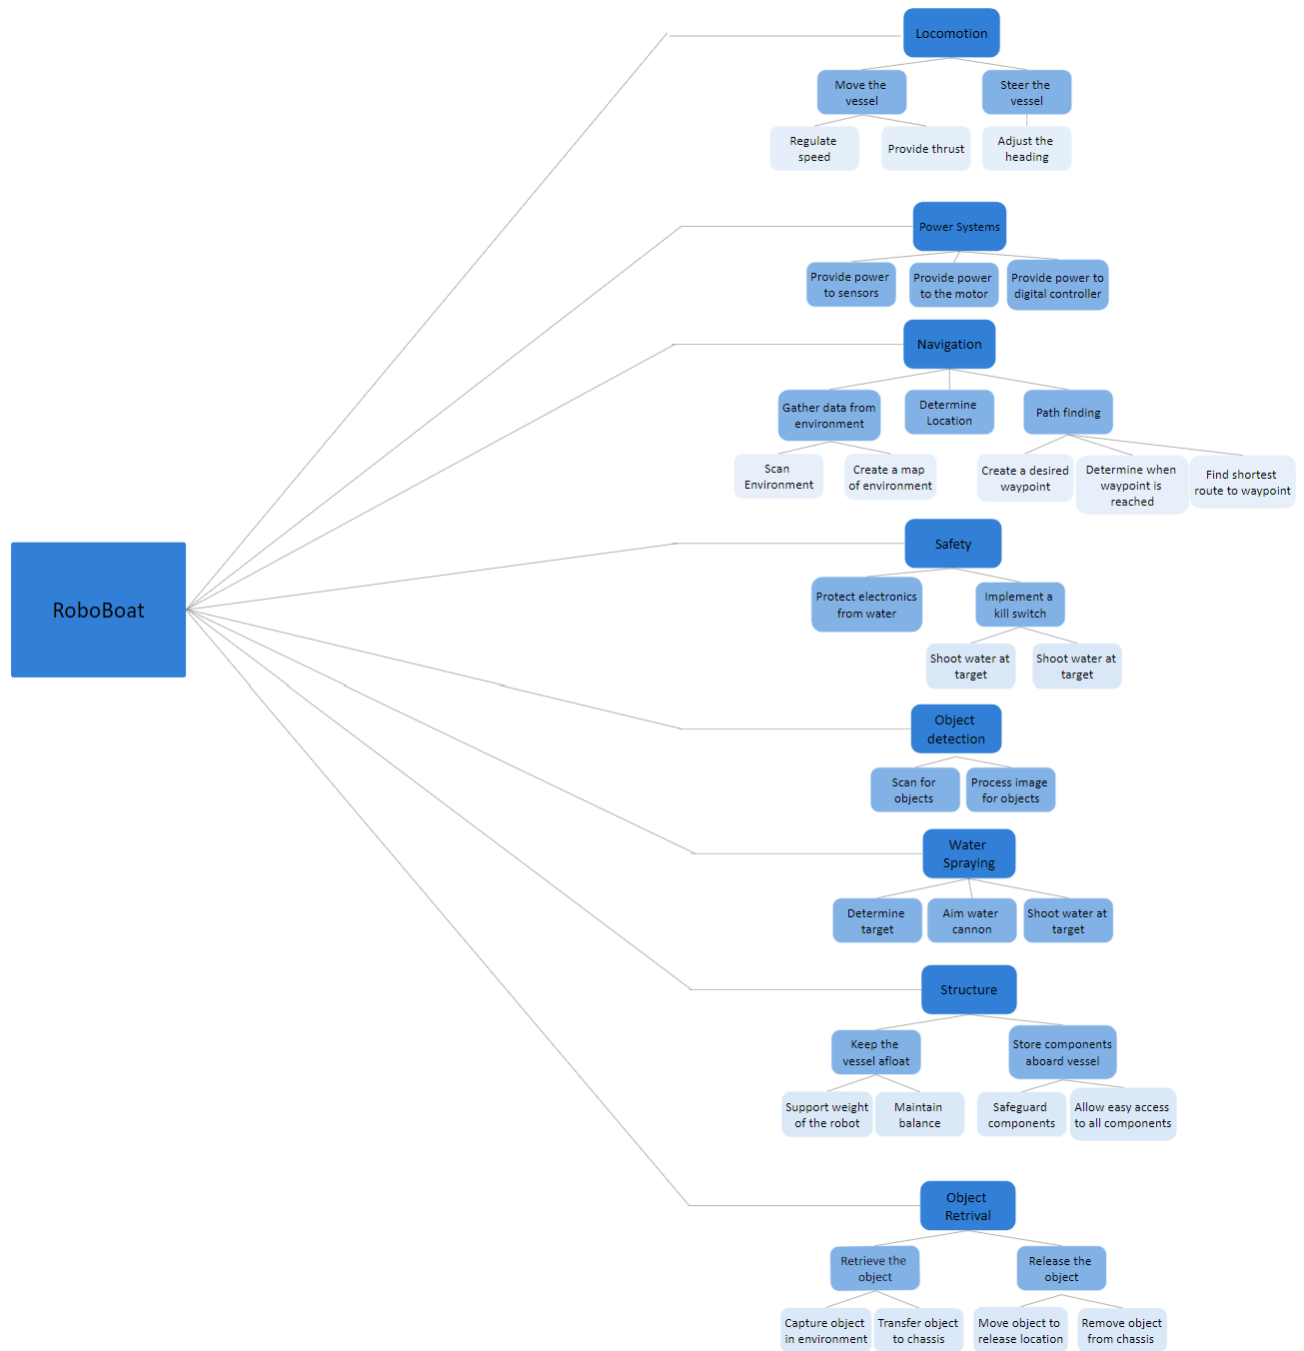 Locomotion
Move the
vessel
Steer the
vessel
Regulate
speed
Provide thrust
Adjust the
heading
Power Systems
Provide power
to sensors
Provide power
to the motor
Provide power to
digital controller
Navigation
Gather data from
environment
Determine
Location
Path finding
Scan
Environment
Create a map
of environment
Create a desired
waypoint
Determine when
waypoint is
reached
Find shortest
route to waypoint
RoboBoat
Safety
Protect electronics
from water
Implement a
kill switch
Shoot water at
target
Shoot water at
target
Object
detection
Scan for
objects
Process image
for objects
Water
Spraying
Determine
target
Aim water
cannon
Shoot water at
target
Structure
Keep the
vessel afloat
Store components
aboard vessel
Support weight
of the robot
Maintain
balance
Safeguard
components
Allow easy access
to all components
Object
Retrival
Retrieve the
object
Release the
object
Capture object
in environment
Transfer object
to chassis
Move object to
release location
Remove object
from chassis